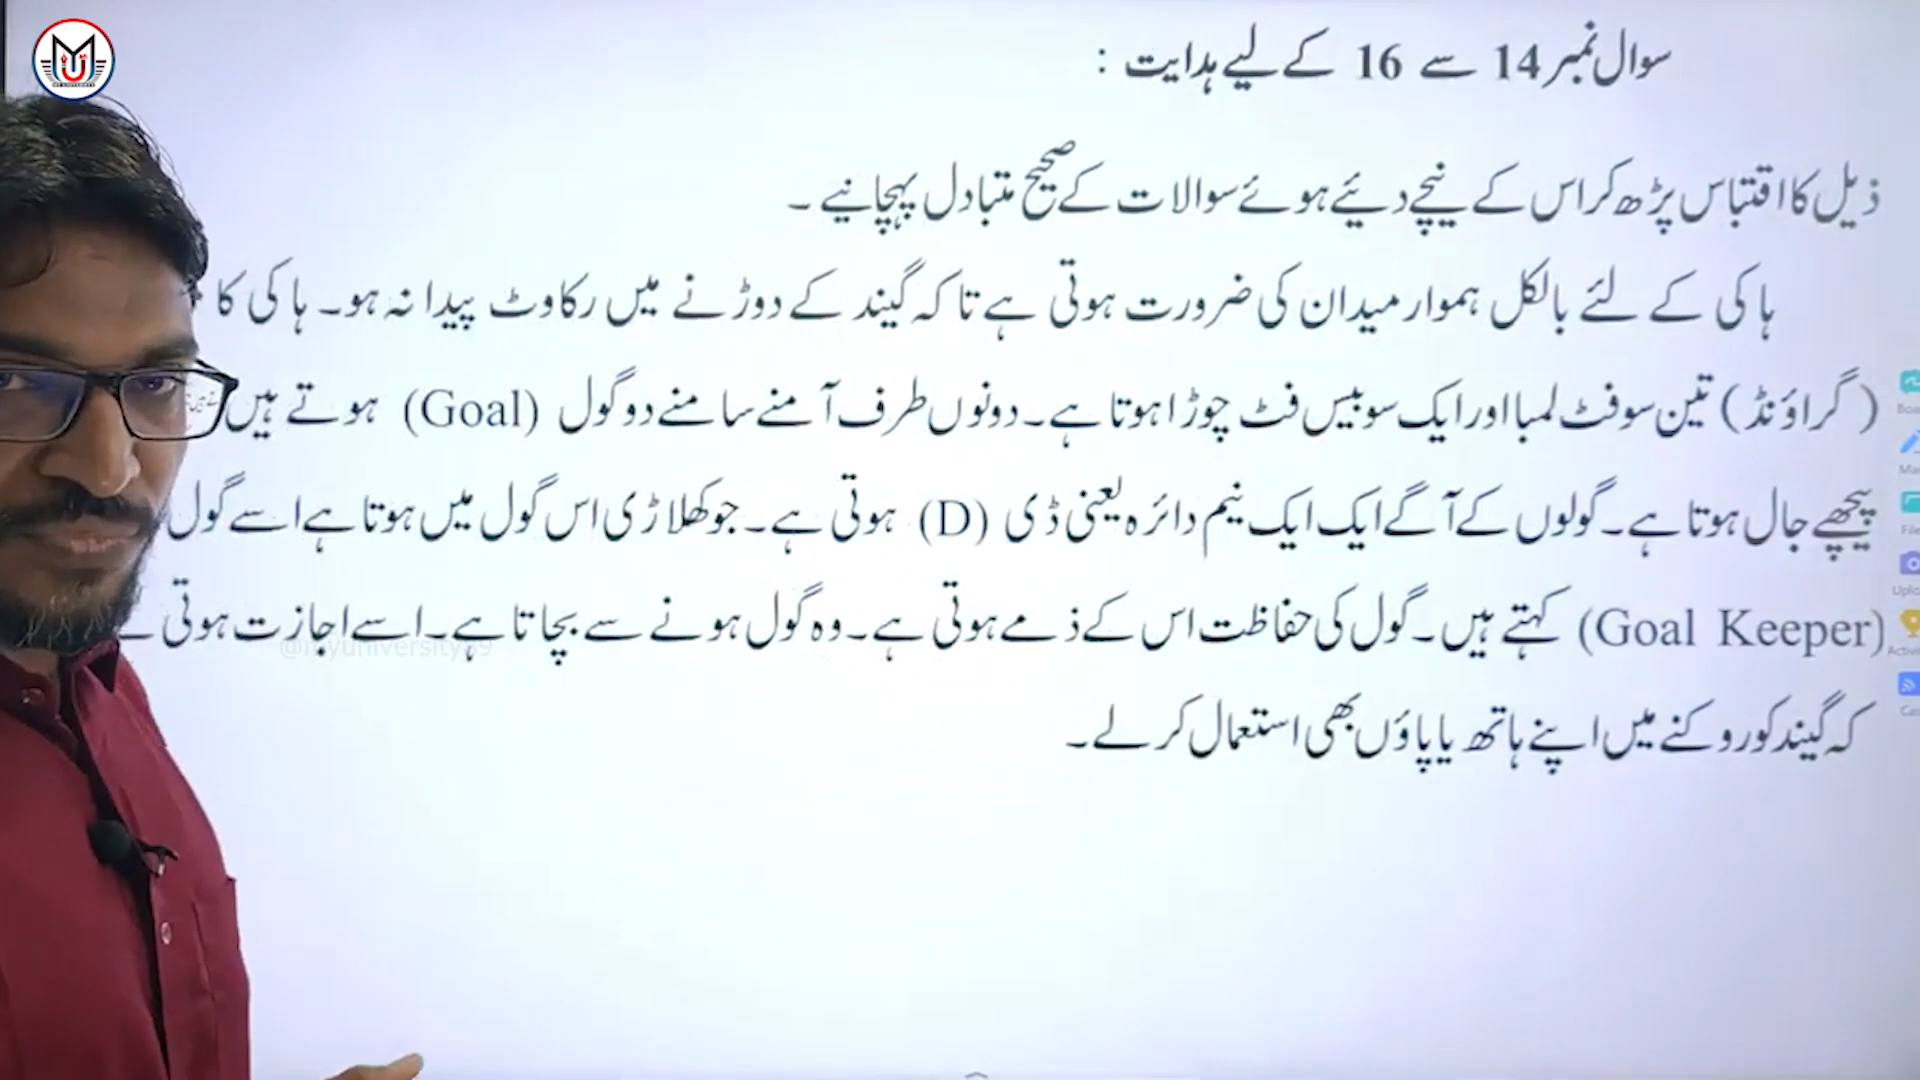 سوال نمبر 14 سے 16 کے لیے ہدایت :
ذیل کا اقتباس پڑھ کر اس کے نیچے دئیے ہوئے سوالات کے صحیح متبادل پہچانیے ۔
ہاکی کے لئے بالکل ہموار میدان کی ضرورت ہوتی ہے تا کہ گیند کے دوڑنے میں رکاوٹ پیدا نہ ہو۔ ہاکی کا
(گراؤنڈ) تین سو فٹ لمبا اور ایک سو بیس فٹ چوڑا ہوتا ہے۔ دونوں طرف آمنے سامنے دو گول (Goal) ہوتے ہیں
پیچھے جال ہوتا ہے۔ گولوں کے آگے ایک ایک نیم دائرہ یعنی ڈی (D) ہوتی ہے۔ جو کھلاڑی اس گول میں ہوتا ہے اسے گول
(Goal Keeper) کہتے ہیں۔ گول کی حفاظت اس کے ذمے ہوتی ہے۔ وہ گول ہونے سے بچاتا ہے۔ اسے اجازت ہوتی
کہ گیند کو روکنے میں اپنے ہاتھ یا پاؤں بھی استعمال کر لے۔
@myuniversity69
MY UNIVERSITY